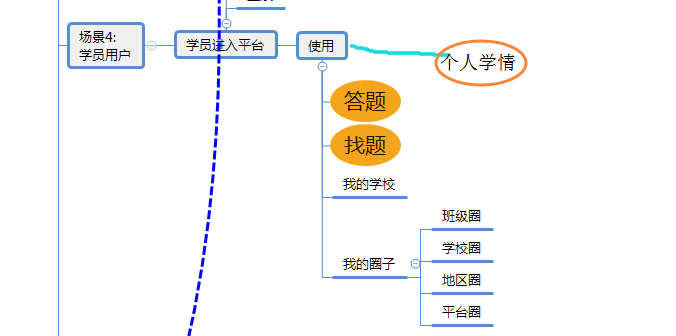 场景4:
学员用户
学员进入平台
使用
个人学情
答题
找题
我的学校
我的圈子
班级圈
学校圈
地区圈
平台圈